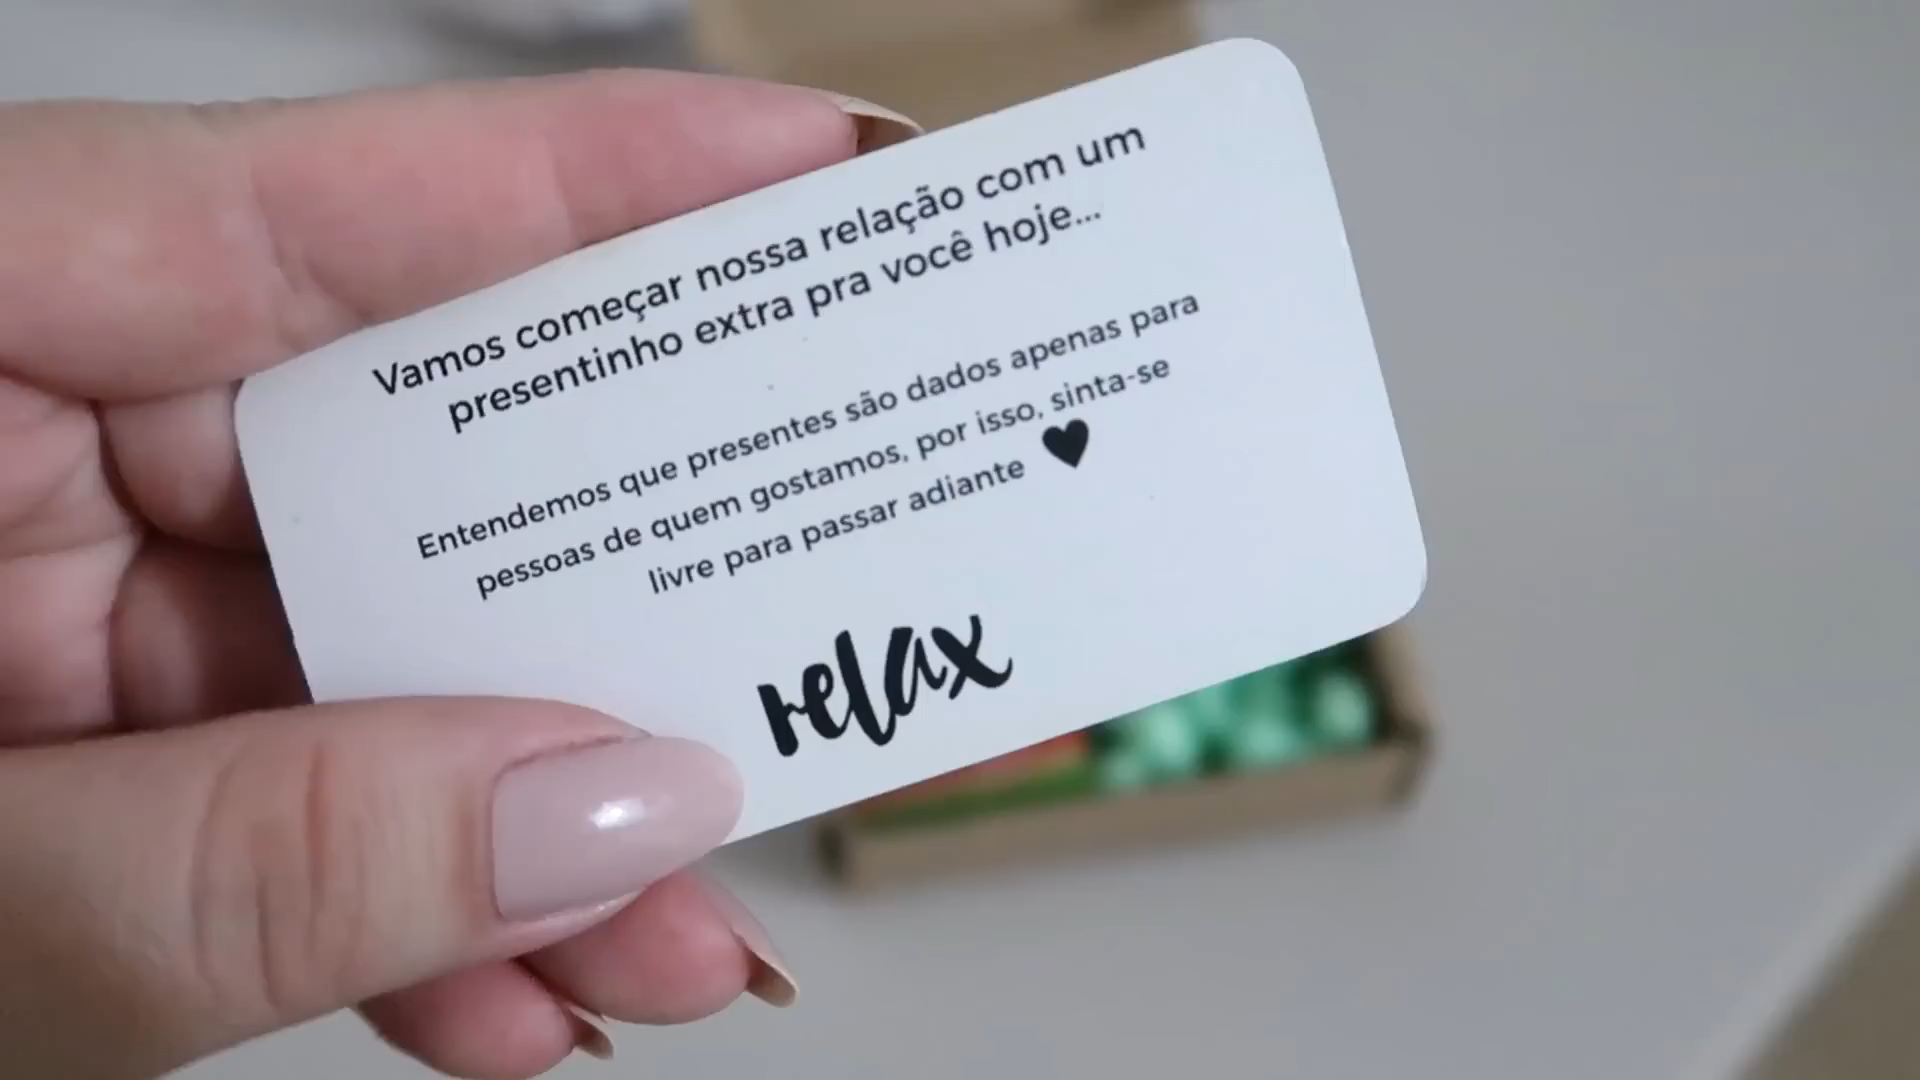 Vamos começar nossa relação com um
presentinho extra pra você hoje...
Entendemos que presentes são dados apenas para
pessoas de quem gostamos, por isso, sinta-se
livre para passar adiante ♥
relax